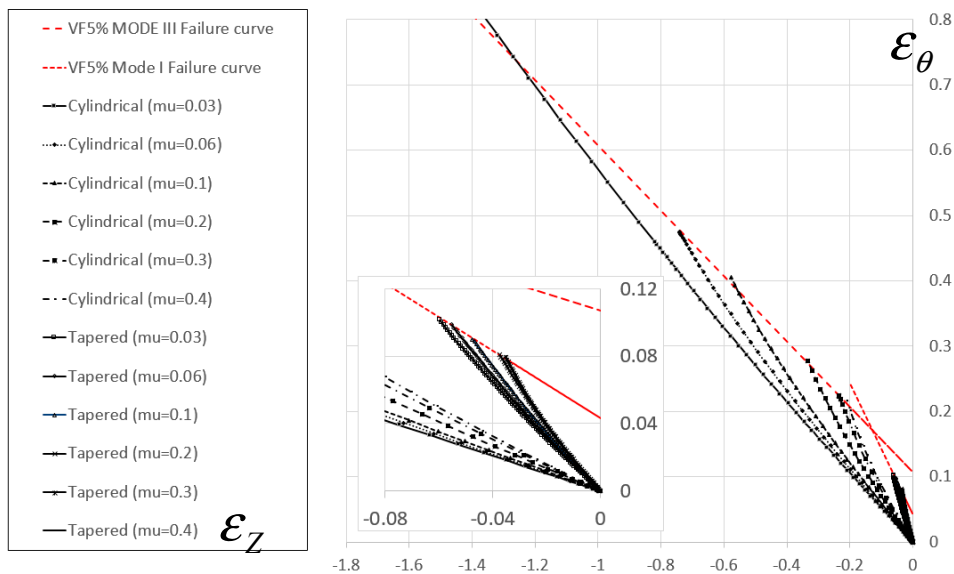 VF5% MODE III Failure curve
VF5% Mode I Failure curve
Cylindrical (mu=0.03)
Cylindrical (mu=0.06)
Cylindrical (mu=0.1)
Cylindrical (mu=0.2)
Cylindrical (mu=0.3)
Cylindrical (mu=0.4)
Tapered (mu=0.03)
Tapered (mu=0.06)
Tapered (mu=0.1)
Tapered (mu=0.2)
Tapered (mu=0.3)
Tapered (mu=0.4)
εZ
εθ
0.8
0.7
0.6
0.5
0.4
0.3
0.2
0.1
0
0.12
0.08
0.04
0
-0.08 -0.04 0
-1.8 -1.6 -1.4 -1.2 -1 -0.8 -0.6 -0.4 -0.2 0